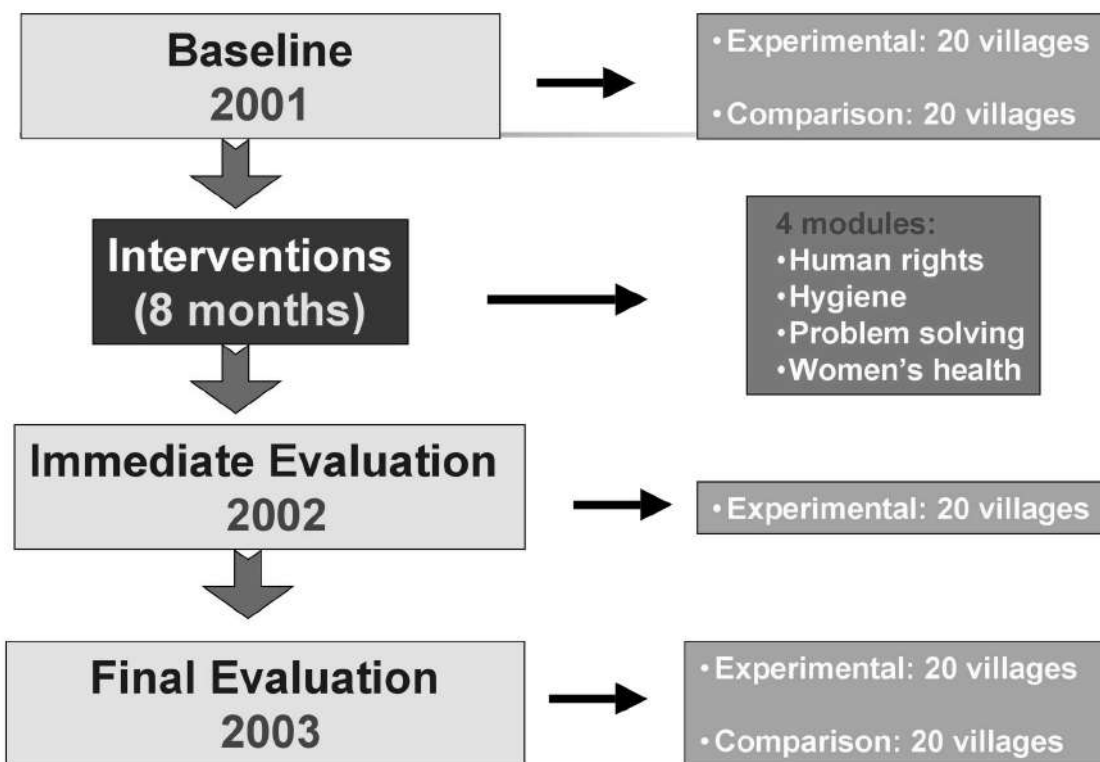 Baseline
2001
• Experimental: 20 villages
• Comparison: 20 villages
Interventions
(8 months)
4 modules:
•Human rights
•Hygiene
•Problem solving
•Women’s health
Immediate Evaluation
2002
• Experimental: 20 villages
Final Evaluation
2003
• Experimental: 20 villages
• Comparison: 20 villages